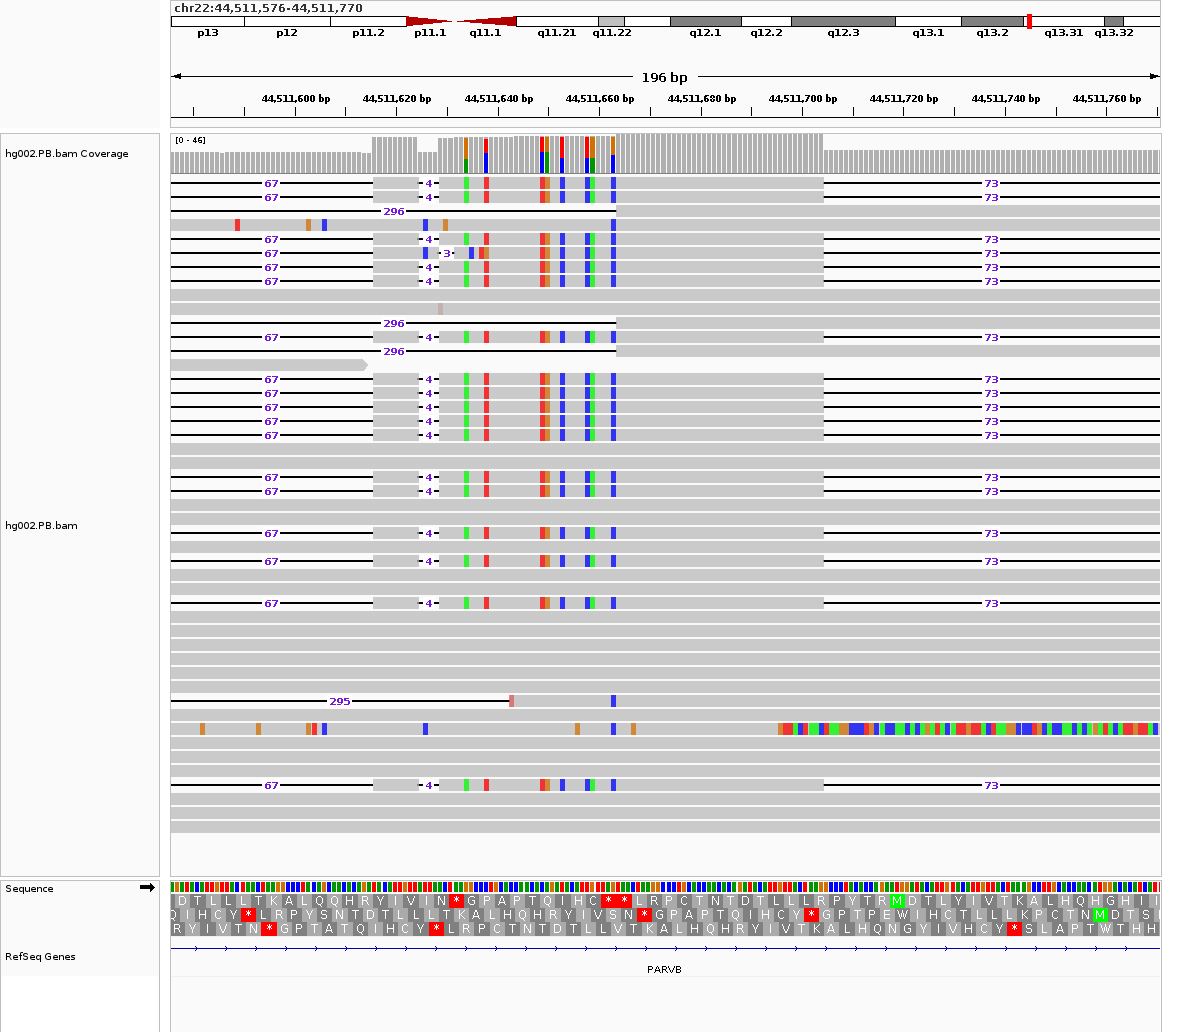 chr22:44,511,576-44,511,770
p13 p12 p11.2 p11.1 q11.1 q11.21 q11.22 q12.1 q12.2 q12.3 q13.1 q13.2 q13.31 q13.32
196 bp
44,511,600 bp 44,511,620 bp 44,511,640 bp 44,511,660 bp 44,511,680 bp 44,511,700 bp 44,511,720 bp 44,511,740 bp 44,511,760 bp
[0 - 46]
hg002.PB.bam Coverage
67 4 73
67 4 73
296
67 4 73
67 3 73
67 4 73
67 4 73
296
67 4 73
296
67 4 73
67 4 73
67 4 73
67 4 73
67 4 73
67 4 73
67 4 73
hg002.PB.bam
67 4 73
67 4 73
67 4 73
295
67 4 73
Sequence
D T L L L T K A L Q Q H R Y I V I N * G P A P T Q I H C * * L R P C T N T D T L L L R P Y T R M D T L Y I V T K A L H Q H G H I I
Q I H C Y * L R P Y S N T D T L L L T K A L H Q H R Y I V S N * G P A P T Q I H C Y * G P T P E W I H C T L L L K P C T N M D T S
R Y I V T N * G P T A T Q I H C Y * L R P C T N T D T L L V T K A L H Q H R Y I V T K A L H Q N G Y I V H C Y * S L A P T W T H H
RefSeq Genes
PARVB